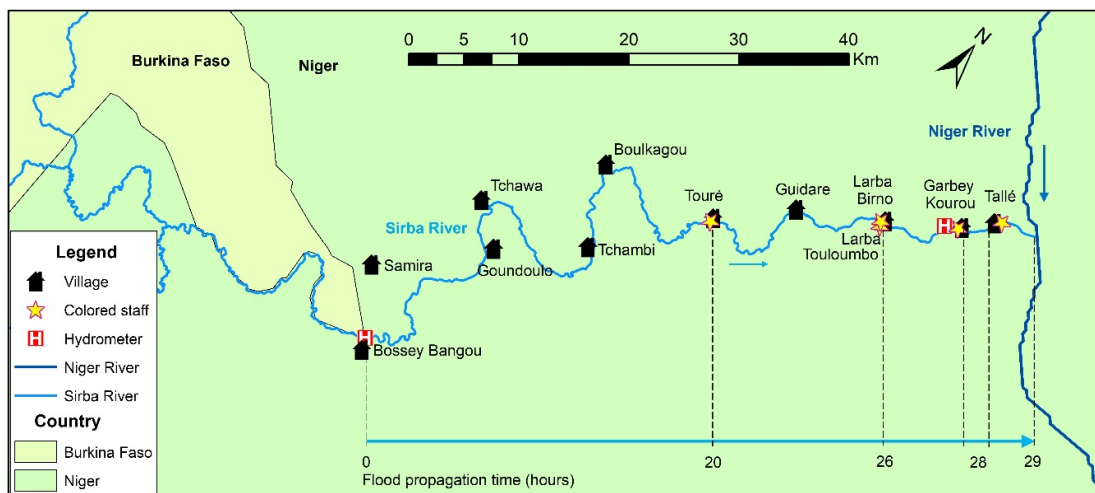 Burkina Faso
Niger
0 5 10 20 30 40
Km
N
Niger River
Boulkagou
Tchawa
Touré
Guidare
Larba
Birno
Garbey
Kourou
Tallé
Sirba River
Larba
Touloumbo
Samira
Goundoulo
Tchambi
Bossey Bangou
H
H
Legend
Village
Colored staff
H Hydrometer
Niger River
Sirba River
Country
Burkina Faso
Niger
0 20 26 28 29
Flood propagation time (hours)